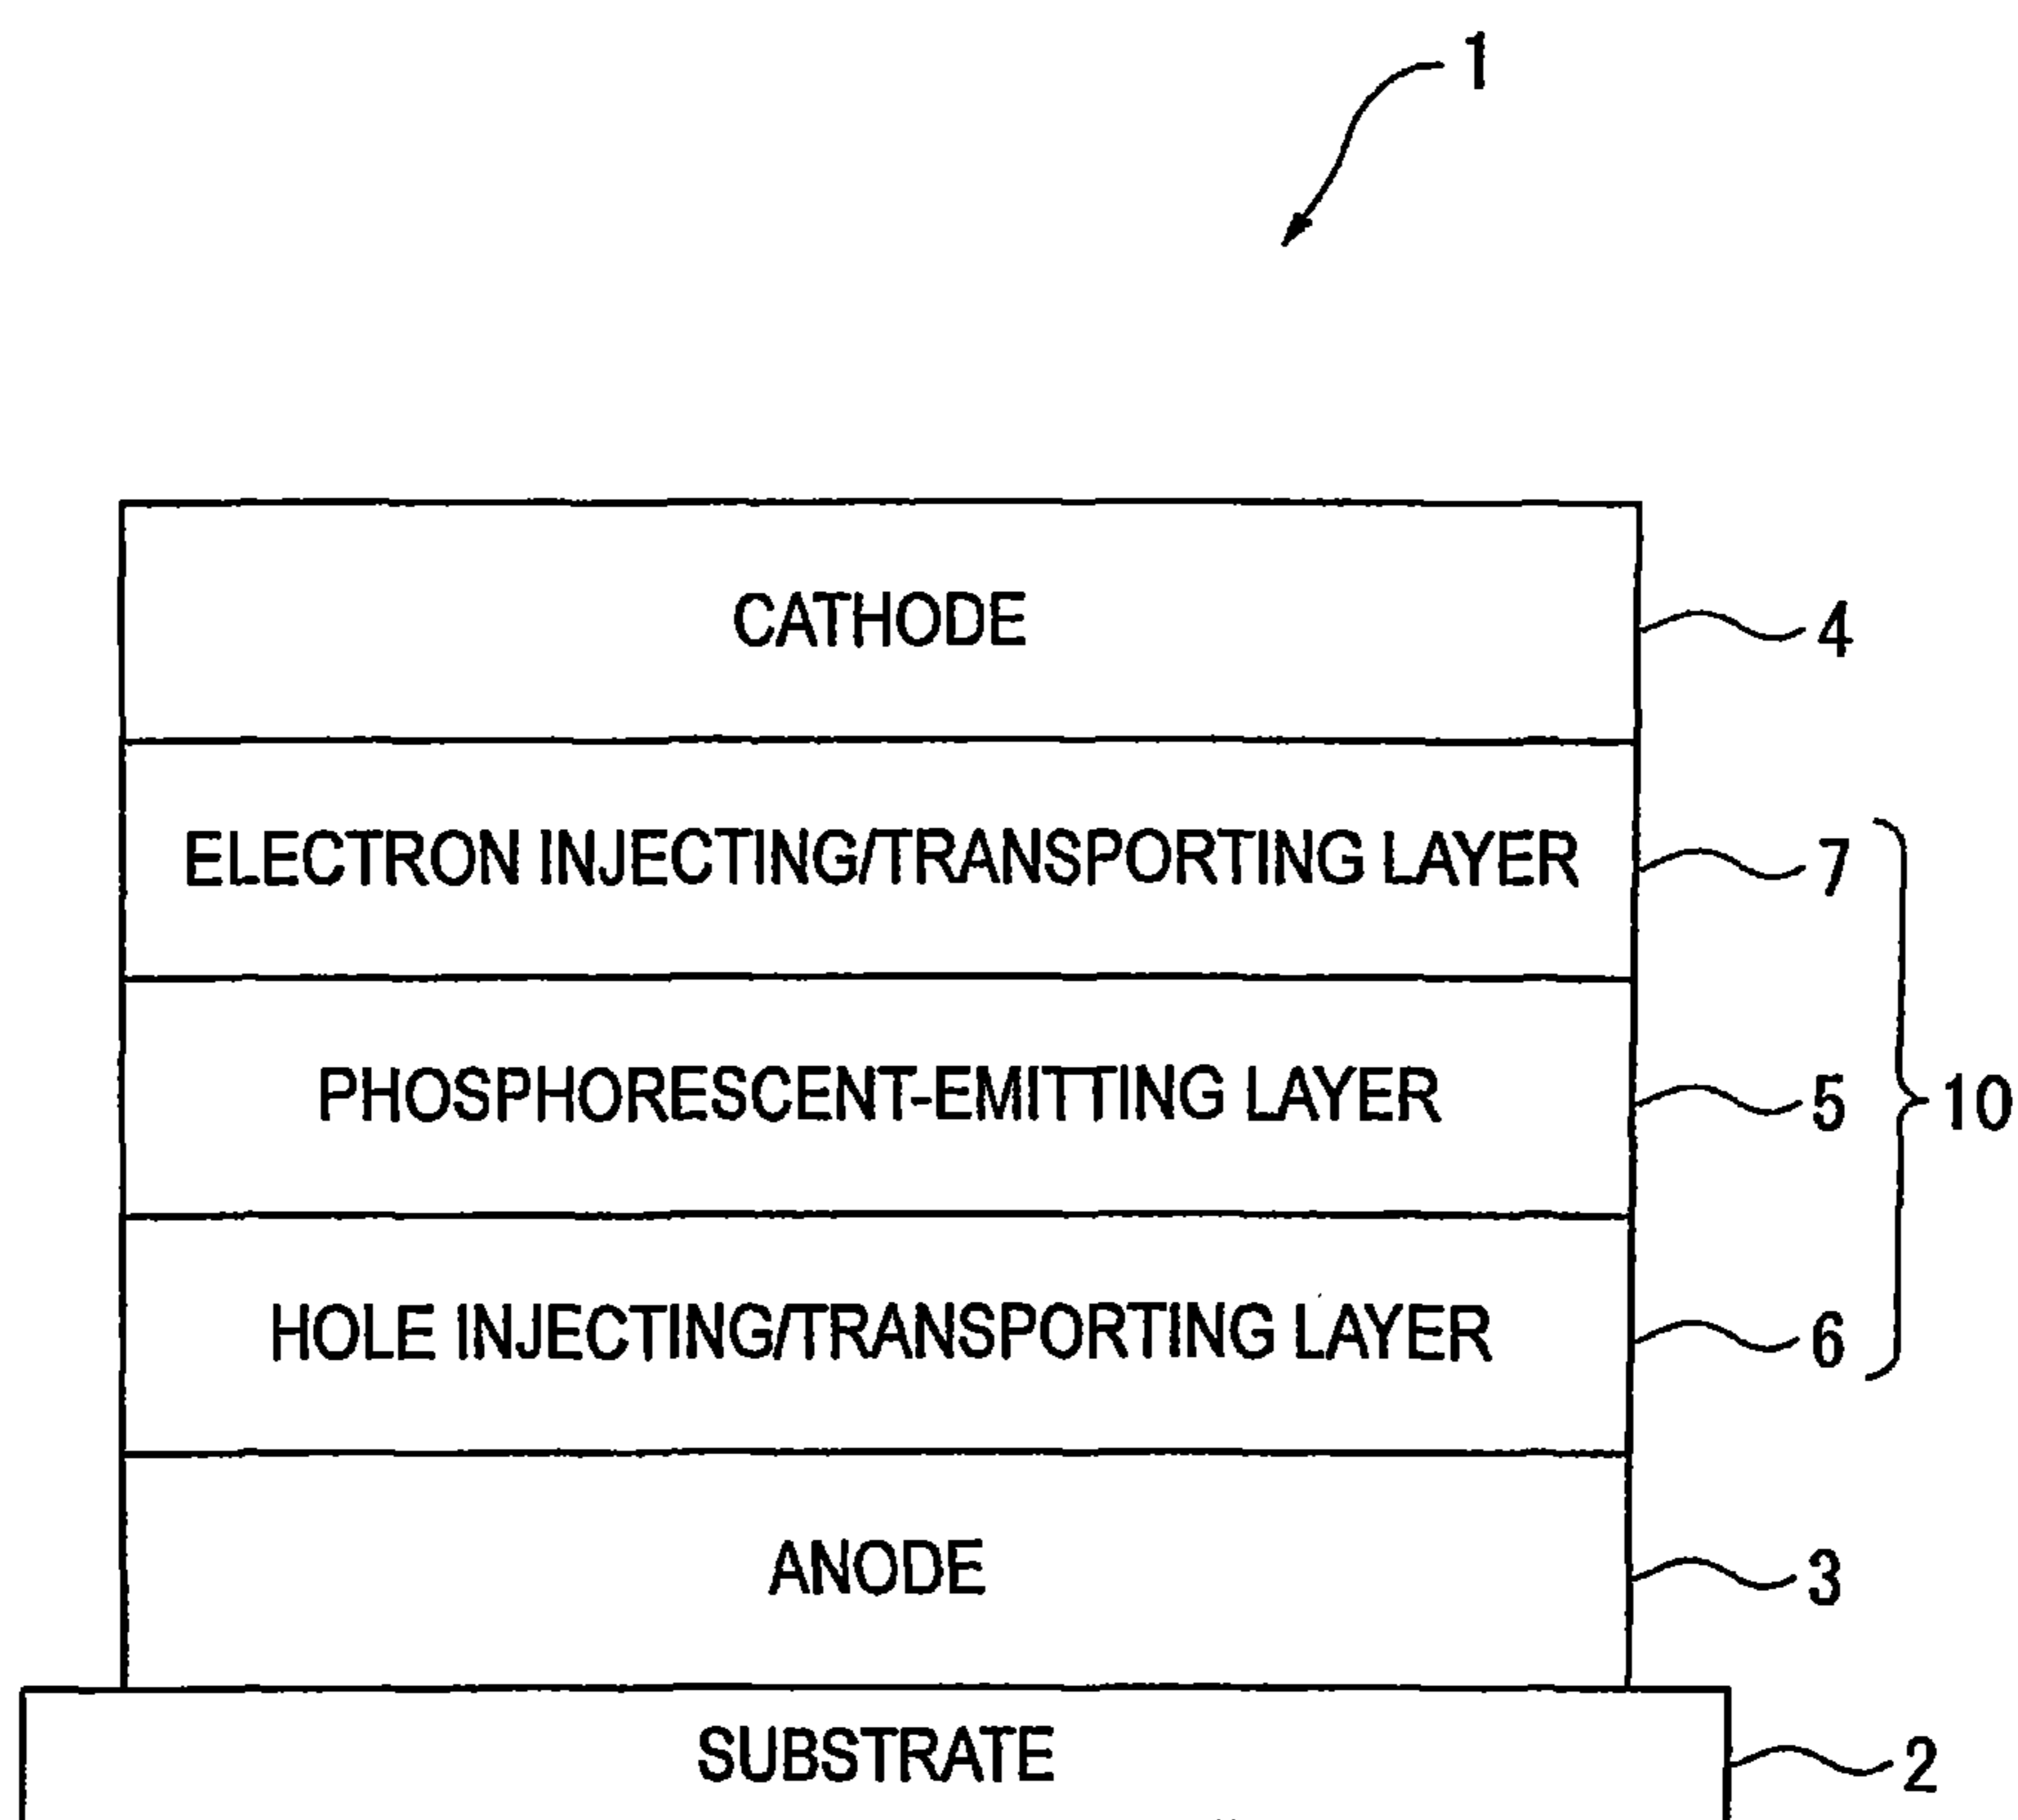 1
CATHODE 4
ELECTRON INJECTING/TRANSPORTING LAYER 7
PHOSPHORESCENT-EMITTING LAYER 5 10
HOLE INJECTING/TRANSPORTING LAYER 6
ANODE 3
SUBSTRATE 2